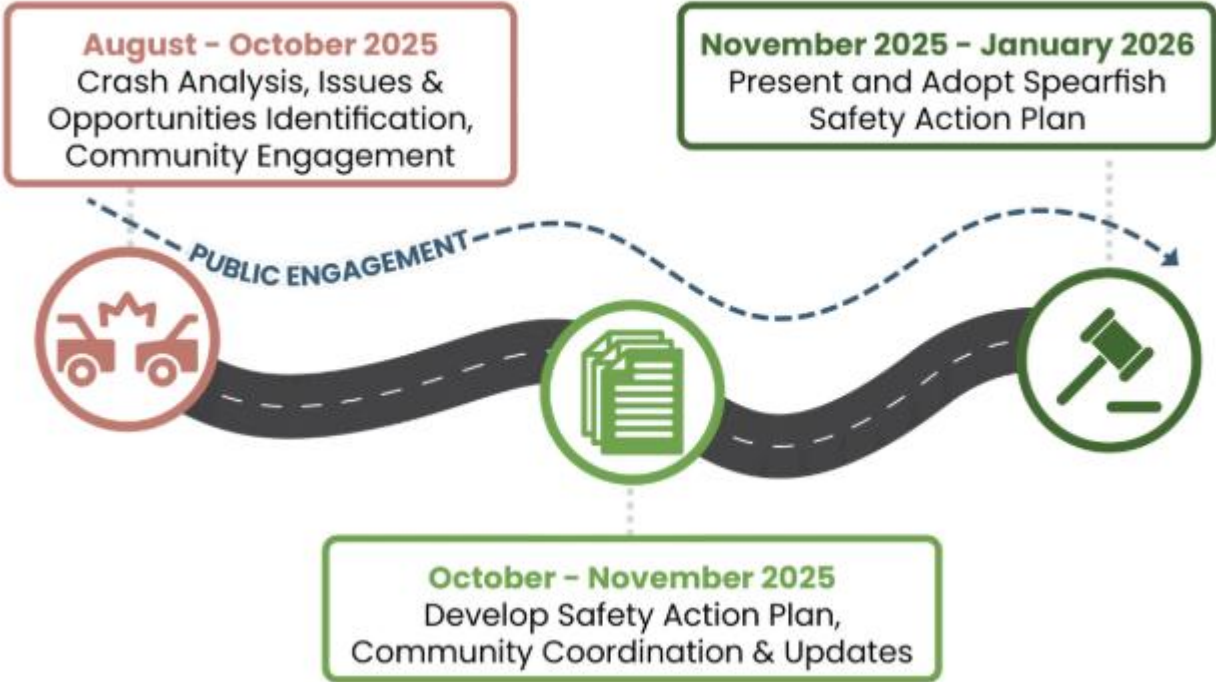 August - October 2025
Crash Analysis, Issues &
Opportunities Identification,
Community Engagement
November 2025 - January 2026
Present and Adopt Spearfish
Safety Action Plan
PUBLIC ENGAGEMENT
October - November 2025
Develop Safety Action Plan,
Community Coordination & Updates